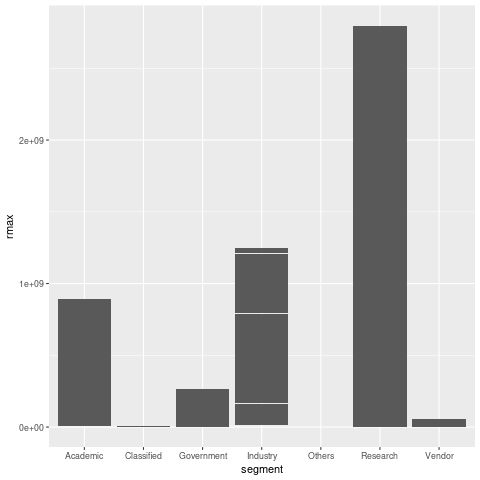 rmax
2e+09
1e+09
0e+00
Academic Classified Government Industry Others Research Vendor
segment